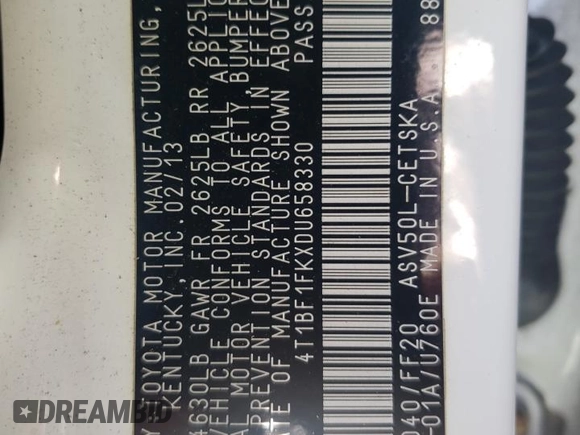 TOYOTA MOTOR MANUFACTURING,
KENTUCKY, INC. 02/13
4630LB GAWR FR 2625LB RR 2625L
VEHICLE CONFORMS TO ALL APPLIC
AL MOTOR VEHICLE SAFETY, BUMPER
PREVENTION STANDARDS IN EFFEC
ATE OF MANUFACTURE SHOWN ABOVE
4T1BF1FKXDU658330 PASS
040/FF20 ASV50L-CETSKA 88
-01A/U760E MADE IN U.S.A.
DREAMBID